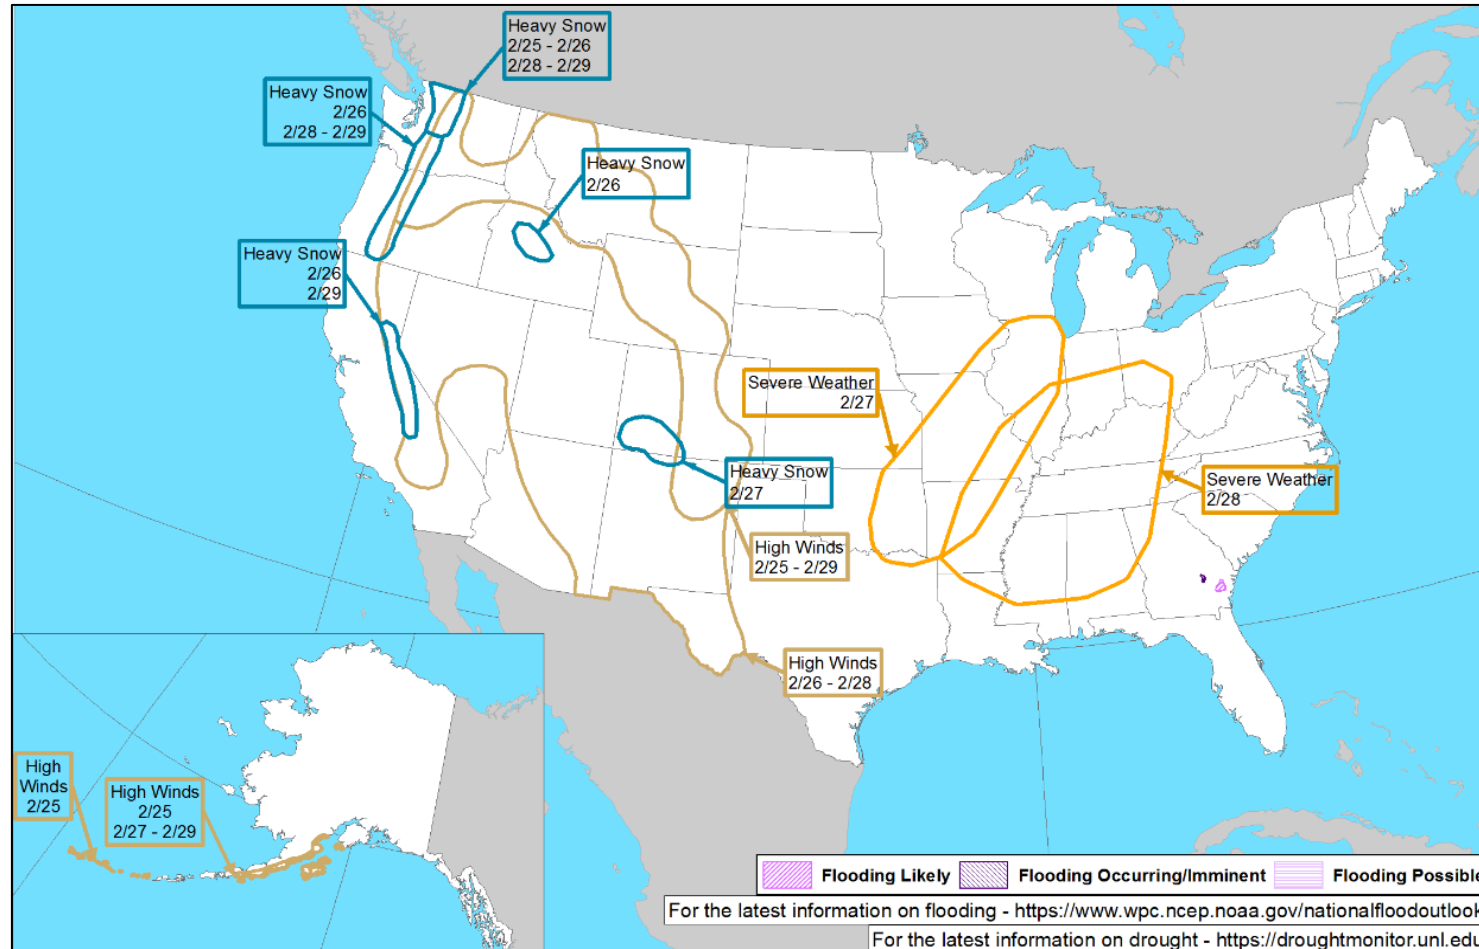 Heavy Snow
2/25 - 2/26
2/28 - 2/29
Heavy Snow
2/26
2/28 - 2/29
Heavy Snow
2/26
Heavy Snow
2/26
2/29
Severe Weather
2/27
Heavy Snow
2/27
Severe Weather
2/28
High Winds
2/25 - 2/29
High Winds
2/26 - 2/28
High
Winds
2/25
High Winds
2/25
2/27 - 2/29
Flooding Likely
Flooding Occurring/Imminent
Flooding Possible
For the latest information on flooding - https://www.wpc.ncep.noaa.gov/nationalfloodoutlook
For the latest information on drought - https://droughtmonitor.unl.edu